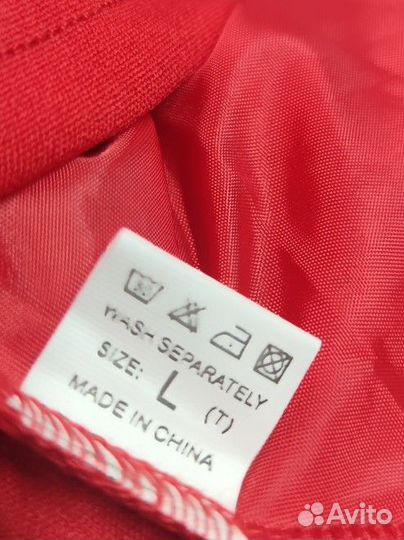 WASH SEPARATELY
SIZE: L (T)
MADE IN CHINA
Avito